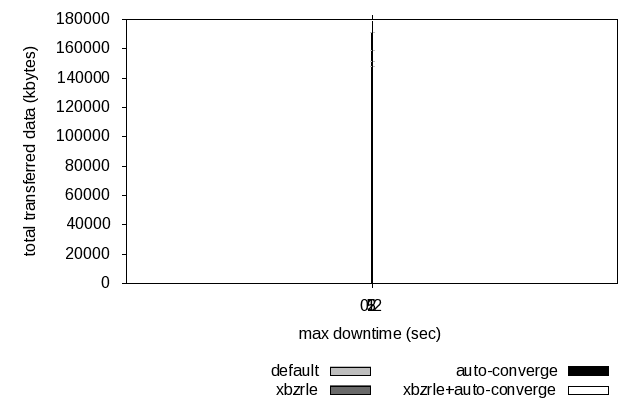 180000
160000
140000
120000
100000
80000
60000
40000
20000
0
total transferred data (kbytes)
max downtime (sec)
default
auto-converge
xbzrle
xbzrle+auto-converge